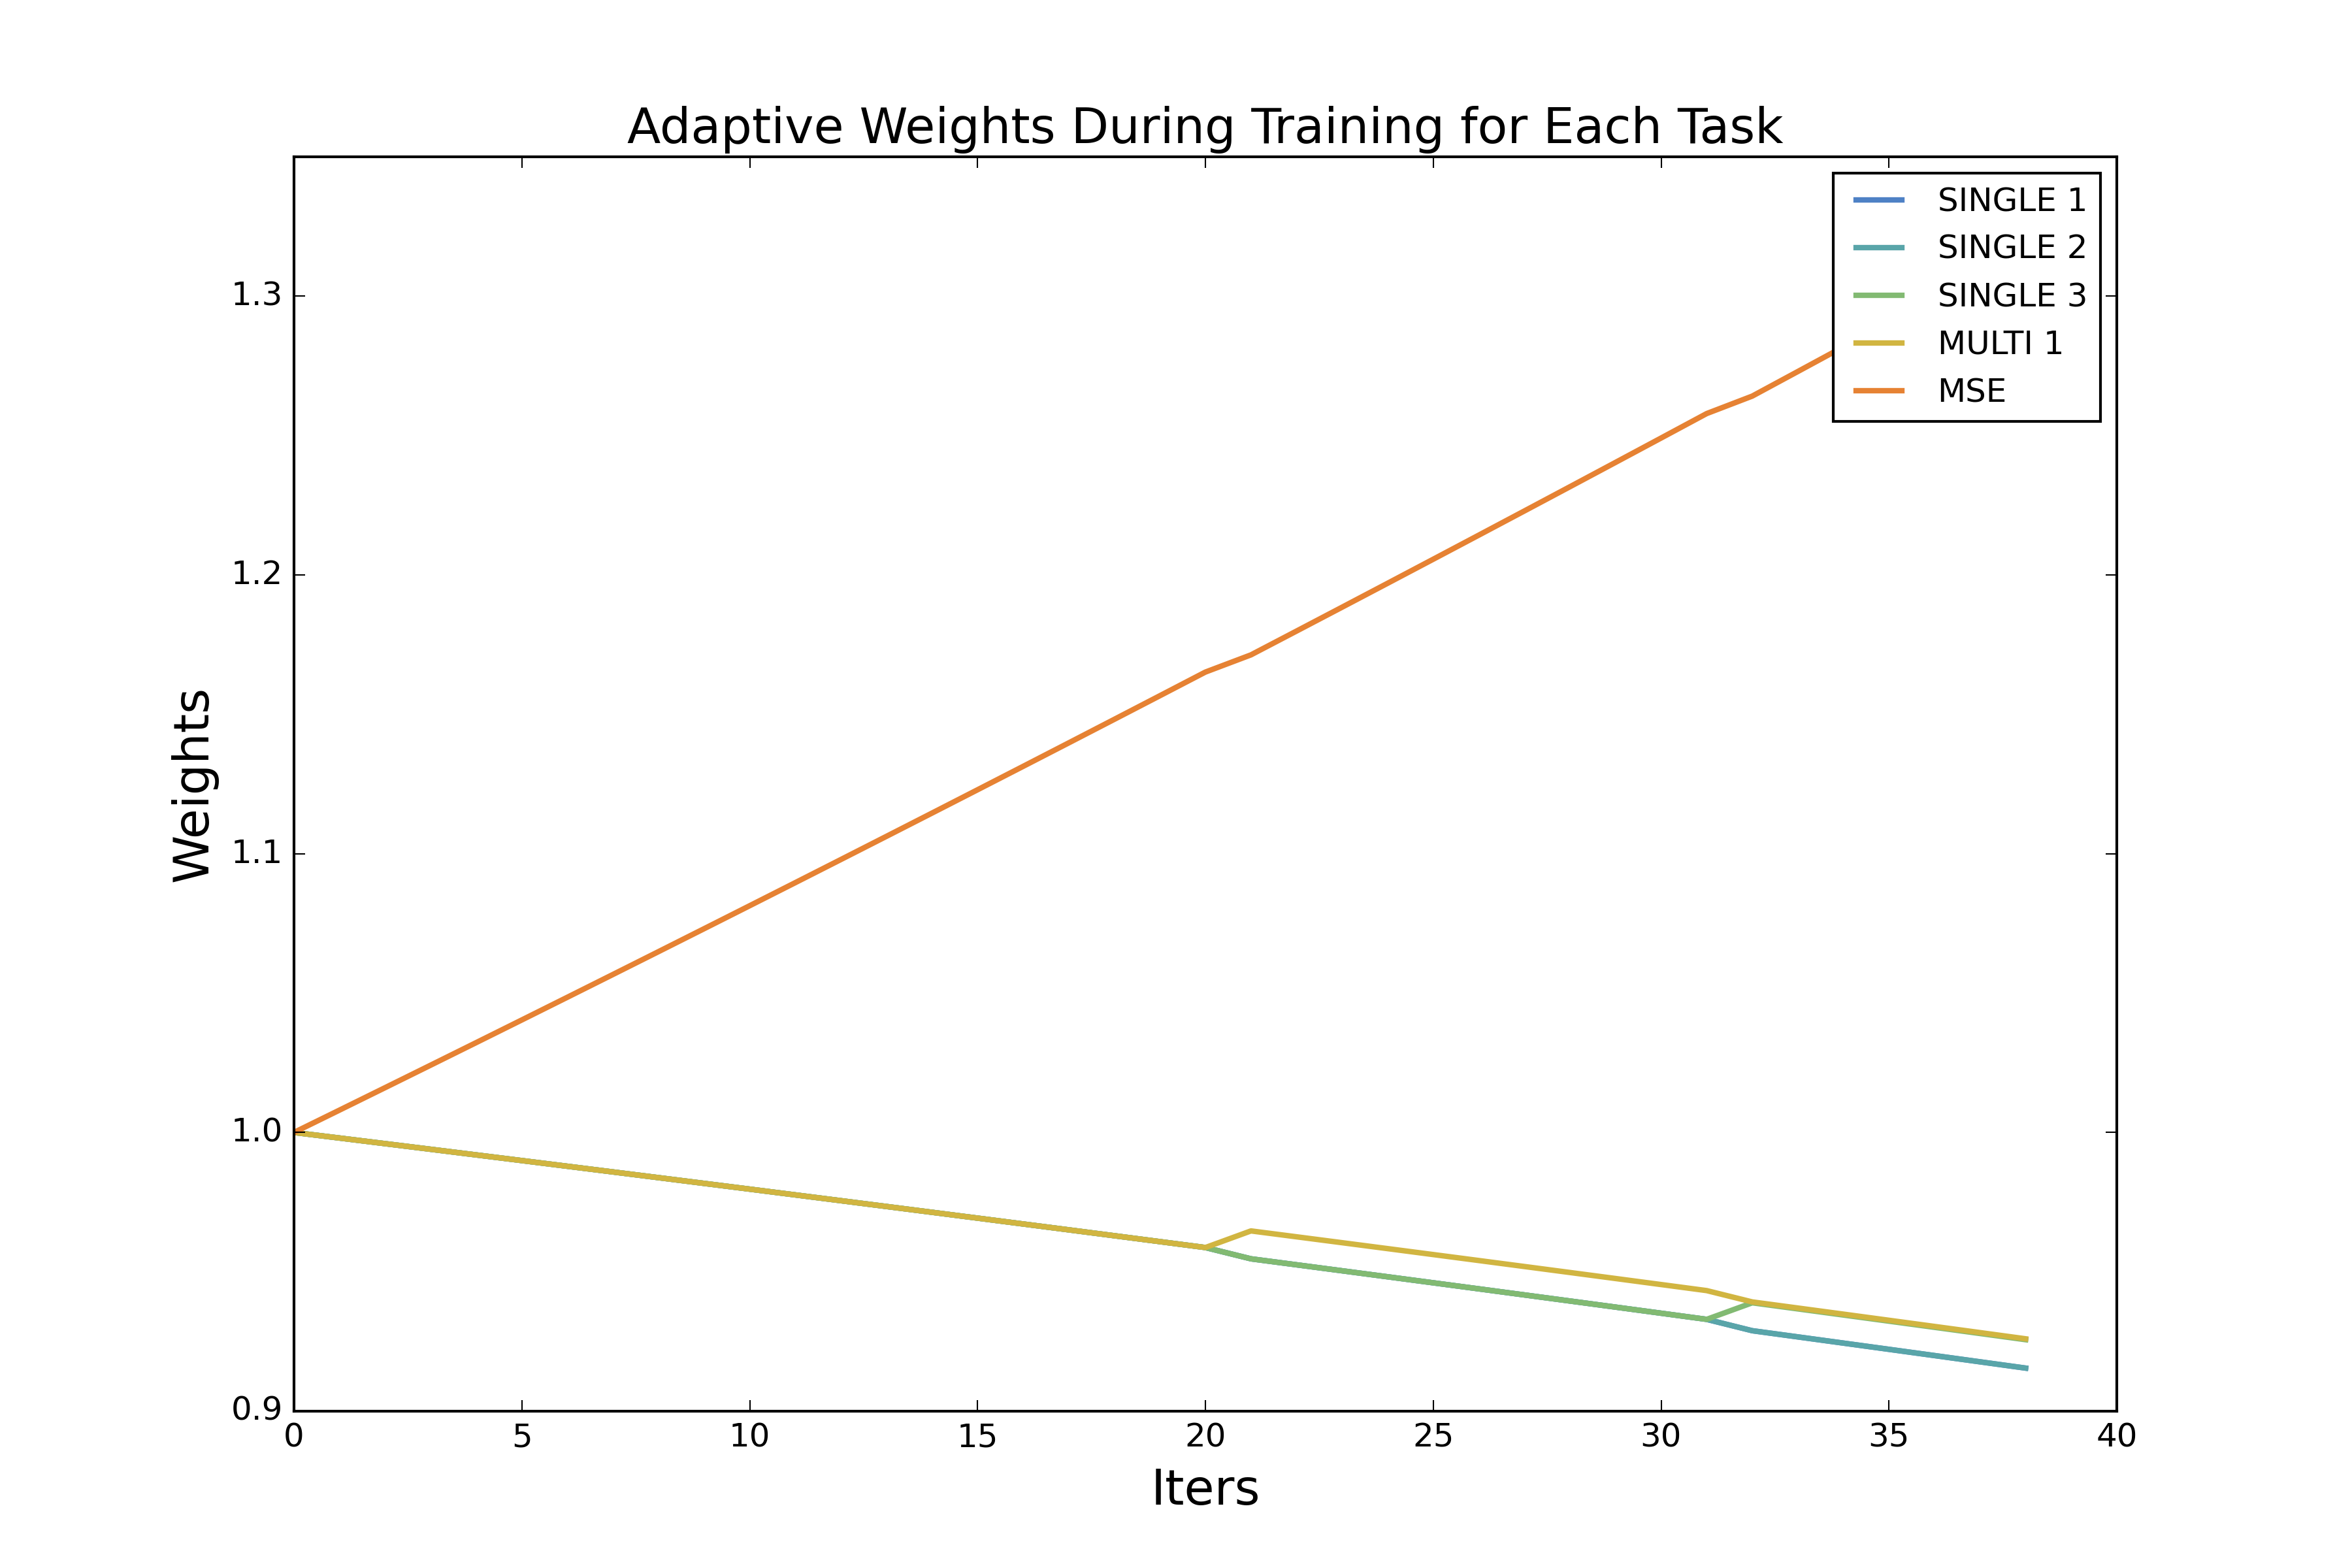 Adaptive Weights During Training for Each Task
SINGLE 1
SINGLE 2
SINGLE 3
MULTI 1
MSE
Weights
1.3
1.2
1.1
1.0
0.9
0 5 10 15 20 25 30 35 40
Iters